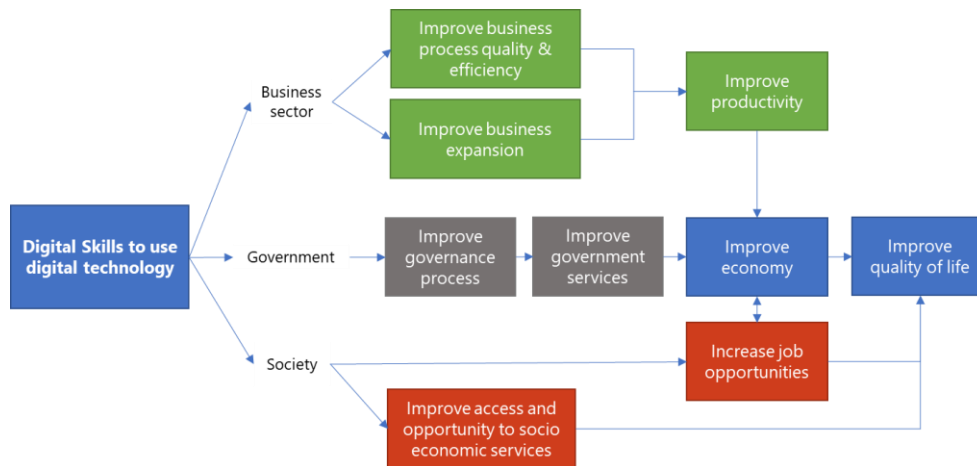 Improve business
process quality &
efficiency
Business
sector
Improve
productivity
Improve business
expansion
Digital Skills to use
digital technology
Government
Improve
governance
process
Improve
government
services
Improve
economy
Improve
quality of life
Society
Increase job
opportunities
Improve access and
opportunity to socio
economic services